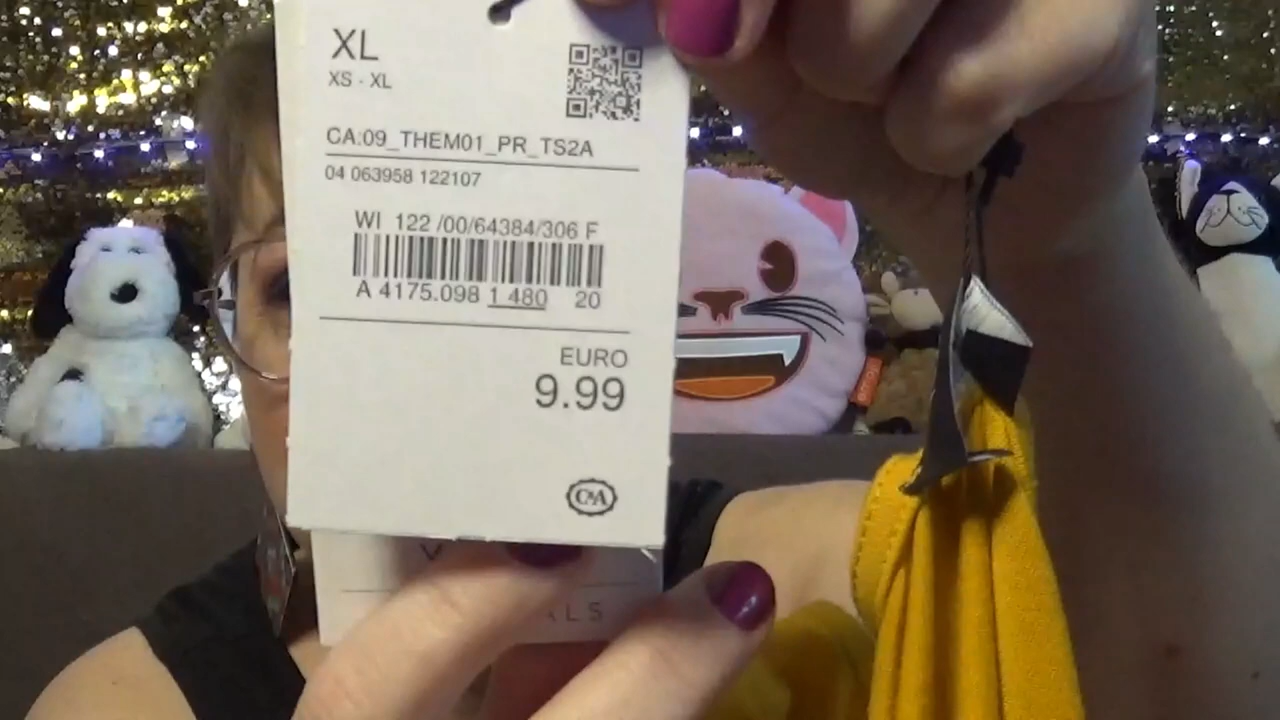 XL
XS - XL
CA:09_THEM01_PR_TS2A
04 063958 122107
WI 122 /00/64384/306 F
A 4175.098 1 480 20
EURO
9.99
C&A